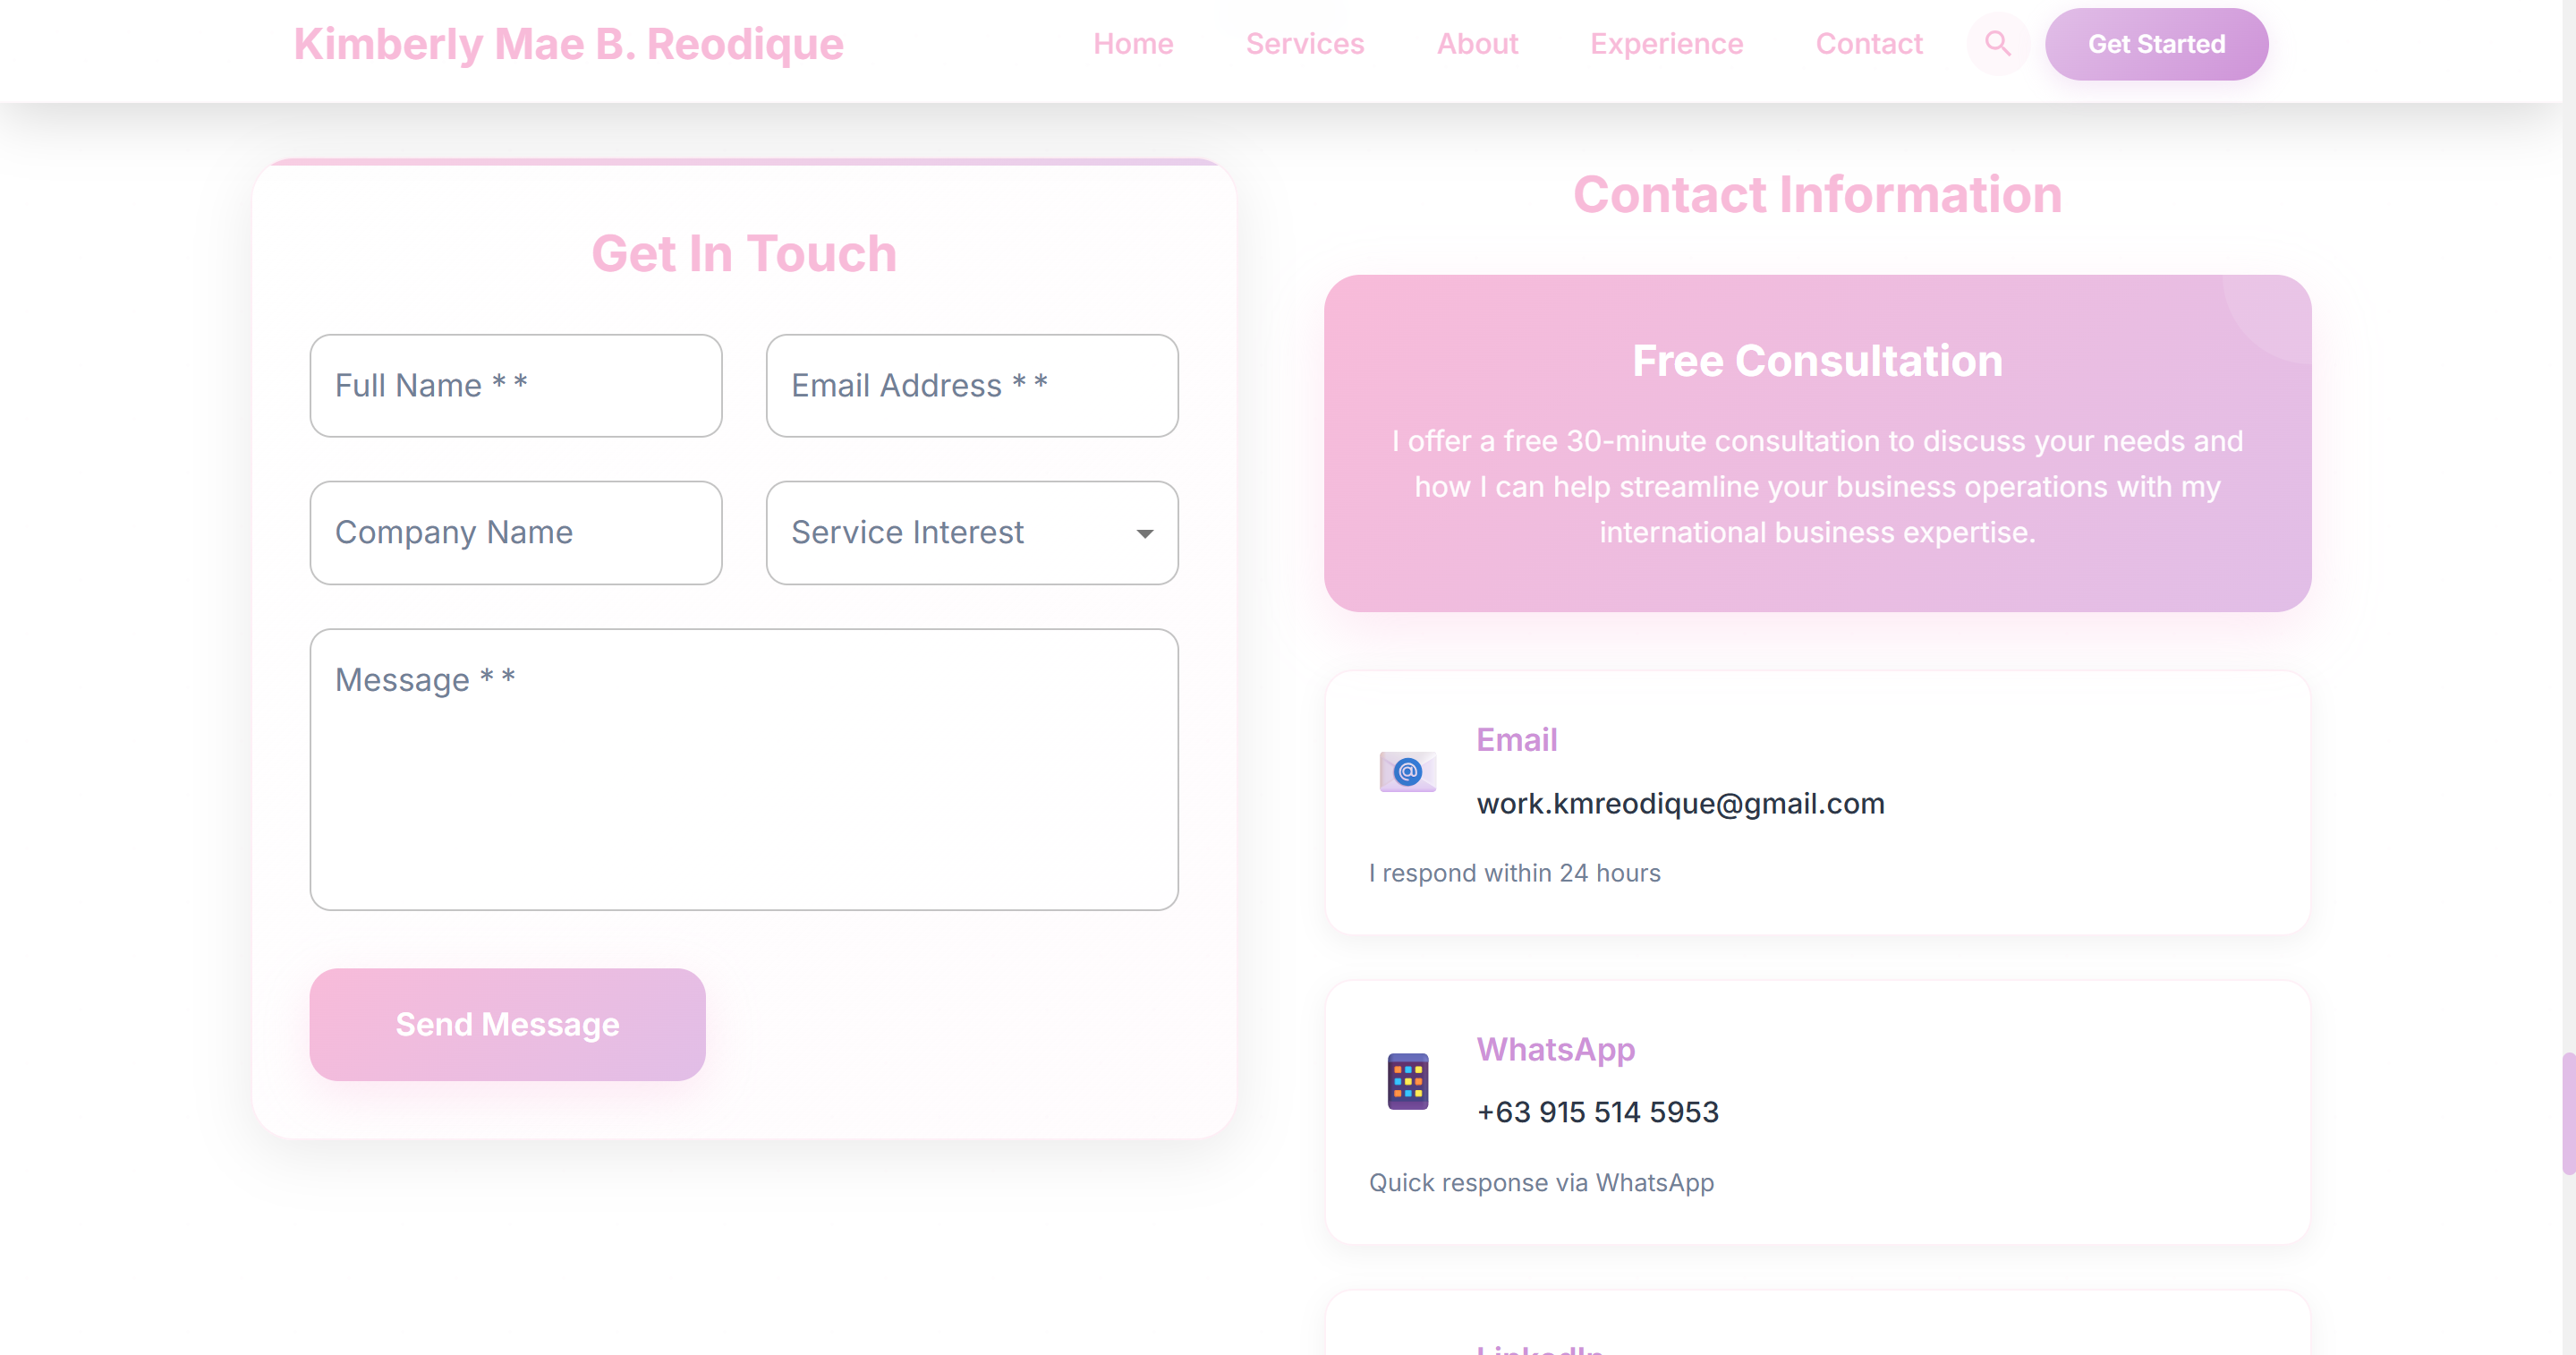 Kimberly Mae B. Reodique
Home
Services
About
Experience
Contact
Get Started
Get In Touch
Full Name * *
Email Address * *
Company Name
Service Interest
Message * *
Send Message
Contact Information
Free Consultation
I offer a free 30-minute consultation to discuss your needs and
how I can help streamline your business operations with my
international business expertise.
Email
work.kmreodique@gmail.com
I respond within 24 hours
WhatsApp
+63 915 514 5953
Quick response via WhatsApp
LinkedIn